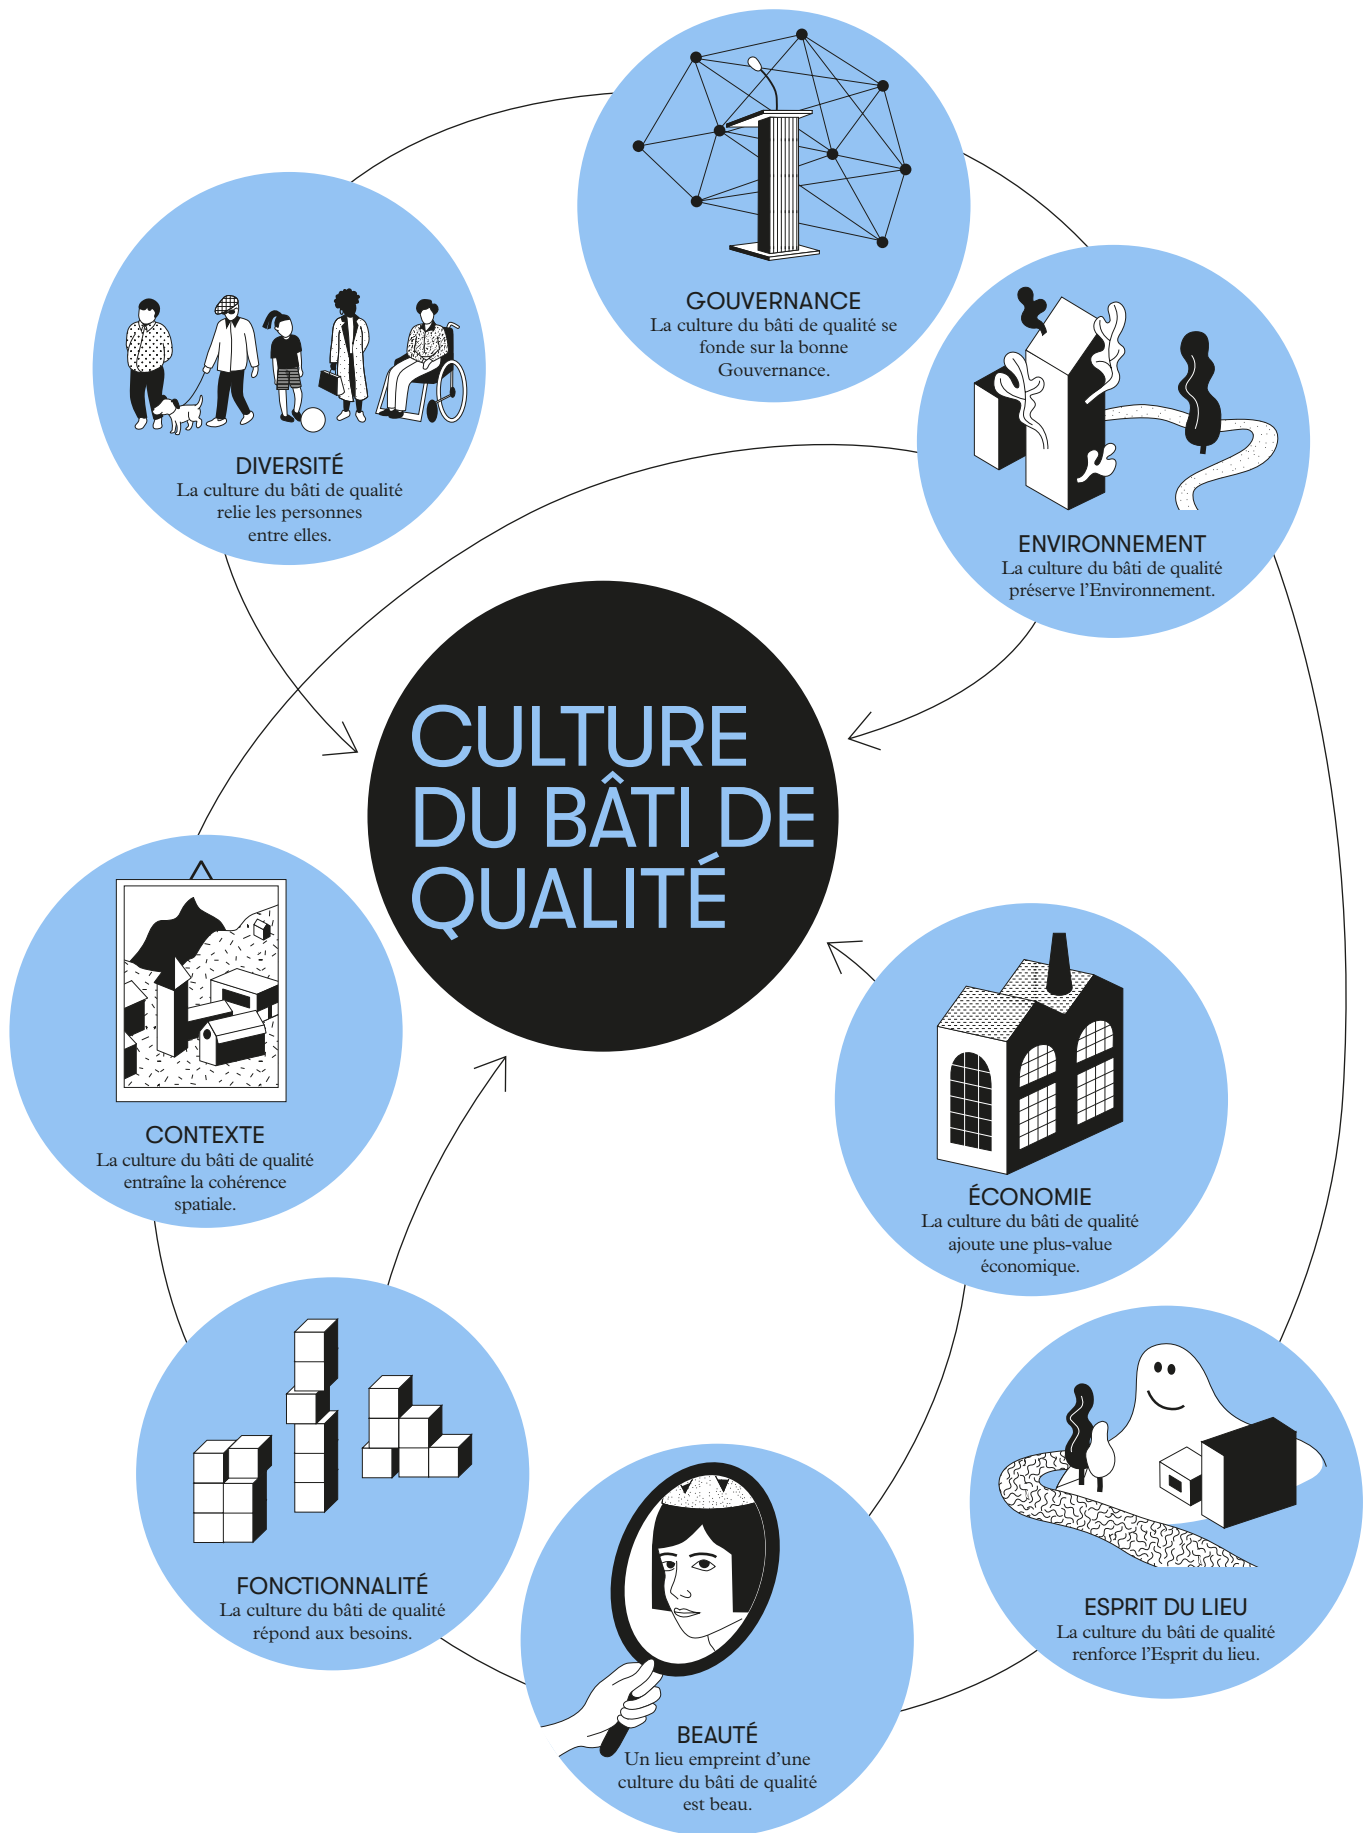 GOUVERNANCE
La culture du bâti de qualité se
fonde sur la bonne
Gouvernance.
DIVERSITÉ
La culture du bâti de qualité
relie les personnes
entre elles.
ENVIRONNEMENT
La culture du bâti de qualité
préserve l’Environnement.
CULTURE
DU BÂTI DE
QUALITÉ
CONTEXTE
La culture du bâti de qualité
entraîne la cohérence
spatiale.
ÉCONOMIE
La culture du bâti de qualité
ajoute une plus-value
économique.
FONCTIONNALITÉ
La culture du bâti de qualité
répond aux besoins.
ESPRIT DU LIEU
La culture du bâti de qualité
renforce l’Esprit du lieu.
BEAUTÉ
Un lieu empreint d’une
culture du bâti de qualité
est beau.